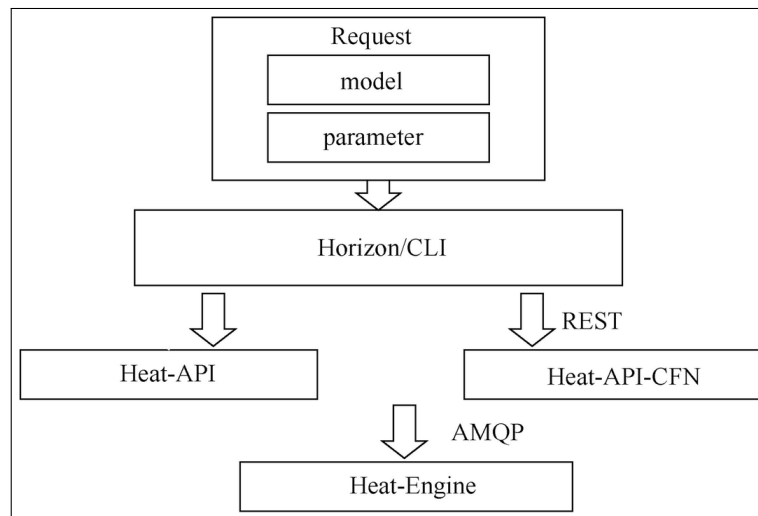 Request
model
parameter
Horizon/CLI
REST
Heat-API
Heat-API-CFN
AMQP
Heat-Engine